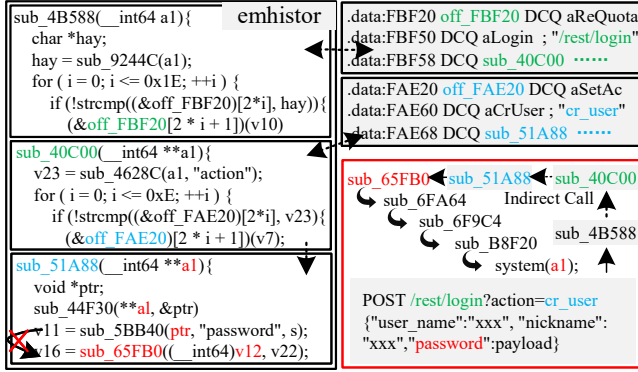 sub_4B588(__int64 a1){
emhistor
char *hay;
hay = sub_9244C(a1);
for ( i = 0; i <= 0x1E; ++i ) {
if (!strcmp((&off_FBF20)[2*i], hay)){
(&off_FBF20)[2 * i + 1])(v10)
sub_40C00(__int64 **a1){
v23 = sub_4628C(a1, "action");
for ( i = 0; i <= 0xE; ++i ) {
if (!strcmp((&off_FAE20)[2*i], v23){
(&off_FAE20)[2 * i + 1])(v7);
sub_51A88(__int64 **a1){
void *ptr;
sub_44F30(**al, &ptr)
v11 = sub_5BB40(ptr, "password", s);
v16 = sub_65FB0((__int64)v12, v22);
.data:FBF20 off_FBF20 DCQ aReQuota
.data:FBF50 DCQ aLogin ; "/rest/login"
.data:FBF58 DCQ sub_40C00 ······
.data:FAE20 off_FAE20 DCQ aSetAc
.data:FAE60 DCQ aCrUser ; "cr_user"
.data:FAE68 DCQ sub_51A88 ······
sub_65FB0 sub_51A88 sub_40C00
Indirect Call
sub_6FA64
sub_6F9C4
sub_4B588
sub_B8F20
system(a1);
POST /rest/login?action=cr_user
{"user_name":"xxx", "nickname":
"xxx","password":payload}